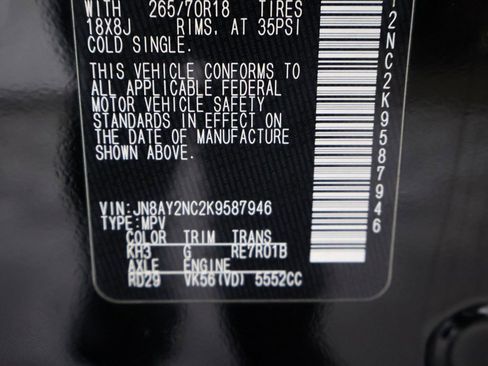 WITH 265/70R18 TIRES
18X8J RIMS. AT 35PSI
COLD SINGLE.
THIS VEHICLE CONFORMS TO
ALL APPLICABLE FEDERAL
MOTOR VEHICLE SAFETY
STANDARDS IN EFFECT ON
THE DATE OF MANUFACTURE
SHOWN ABOVE.
VIN:JN8AY2NC2K9587946
TYPE:MPV
COLOR TRIM TRANS
KH3 G RE7R01B
AXLE ENGINE
RD29 VK56(VD) 5552CC
2NC2K9587946